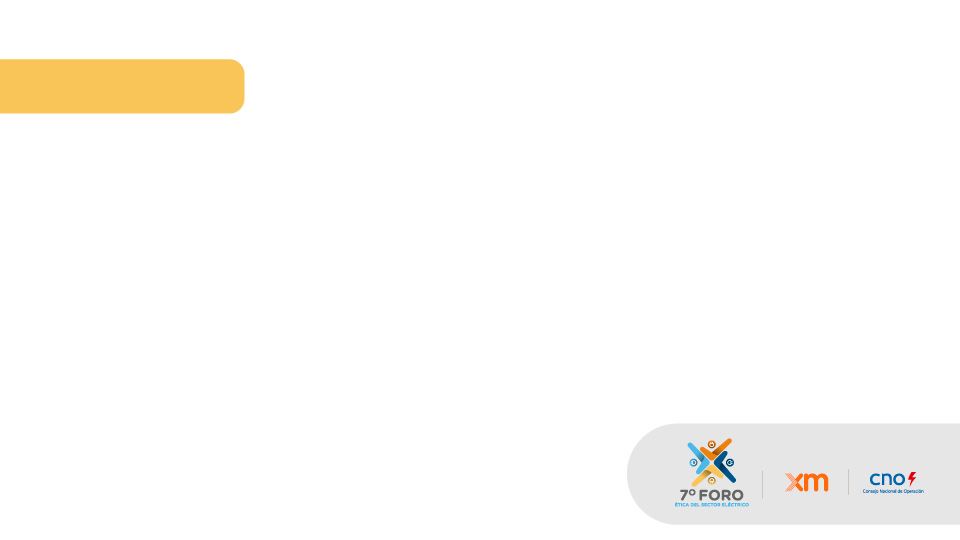 7º FORO
ÉTICA DEL SECTOR ELÉCTRICO
xm
cno
Consejo Nacional de Operación